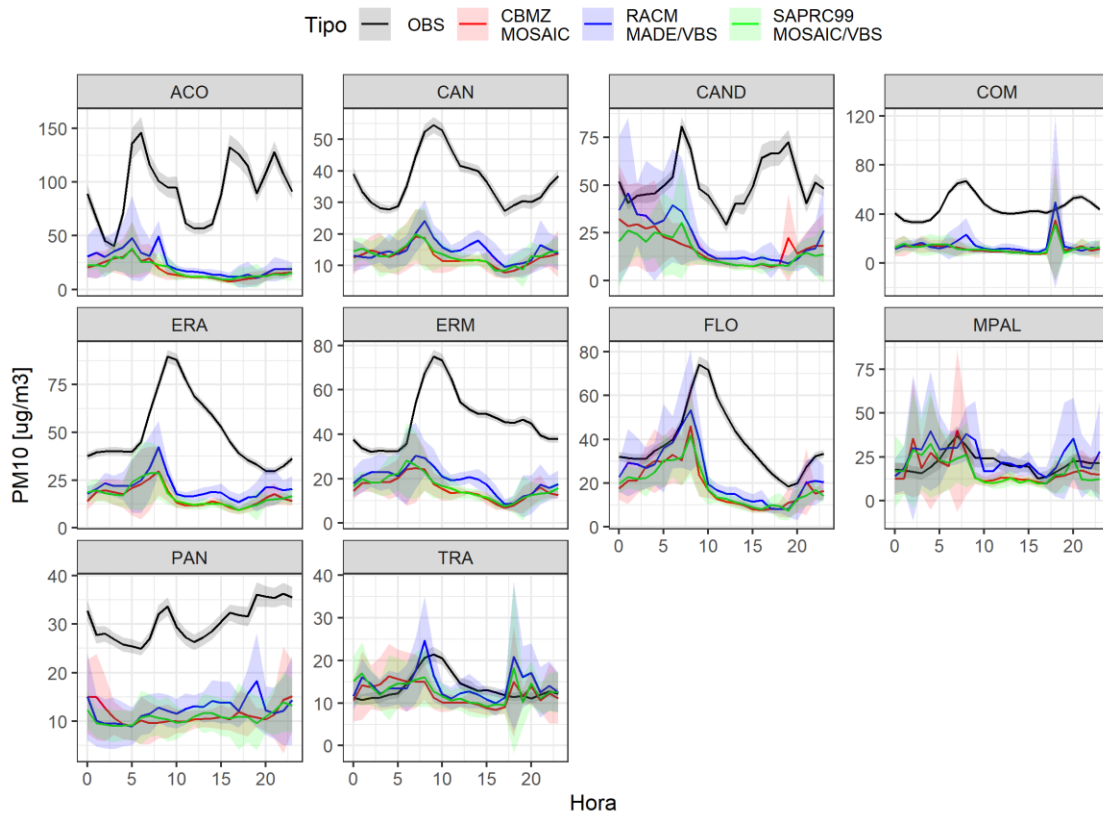 Tipo OBS CBMZ MOSAIC RACM MADE/VBS SAPRC99 MOSAIC/VBS
ACO CAN CAND COM
150 100 50 0
50 40 30 20 10
75 50 25 0
120 80 40 0
ERA ERM FLO MPAL
75 50 25 0
80 60 40 20 0
80 60 40 20 0
75 50 25 0
0 5 10 15 20
0 5 10 15 20
PAN TRA
40 30 20 10
40 30 20 10 0
0 5 10 15 20
0 5 10 15 20
PM10 [ug/m3]
Hora